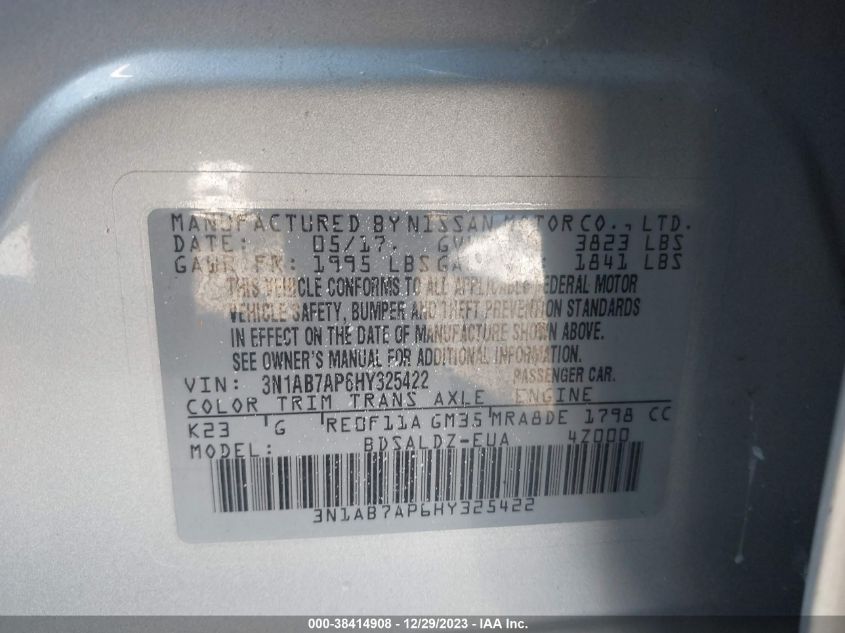 MANUFACTURED BY NISSAN MOTOR CO., LTD.
DATE: 05/17. 3823 LBS
GAWR FR: 1995 LBS 1841 LBS
THIS VEHICLE CONFORMS TO ALL APPLICABLE FEDERAL MOTOR
VEHICLE SAFETY, BUMPER AND THEFT PREVENTION STANDARDS
IN EFFECT ON THE DATE OF MANUFACTURE SHOWN ABOVE.
SEE OWNER'S MANUAL FOR ADDITIONAL INFORMATION.
VIN: 3N1AB7AP6HY325422 PASSENGER CAR.
COLOR TRIM TRANS AXLE ENGINE
K23 G RE0F11A GM35 MRA8DE 1798 CC
MODEL: BDSALDZ-EUA 4Z000
3N1AB7AP6HY325422
000-38414908 - 12/29/2023 - IAA Inc.